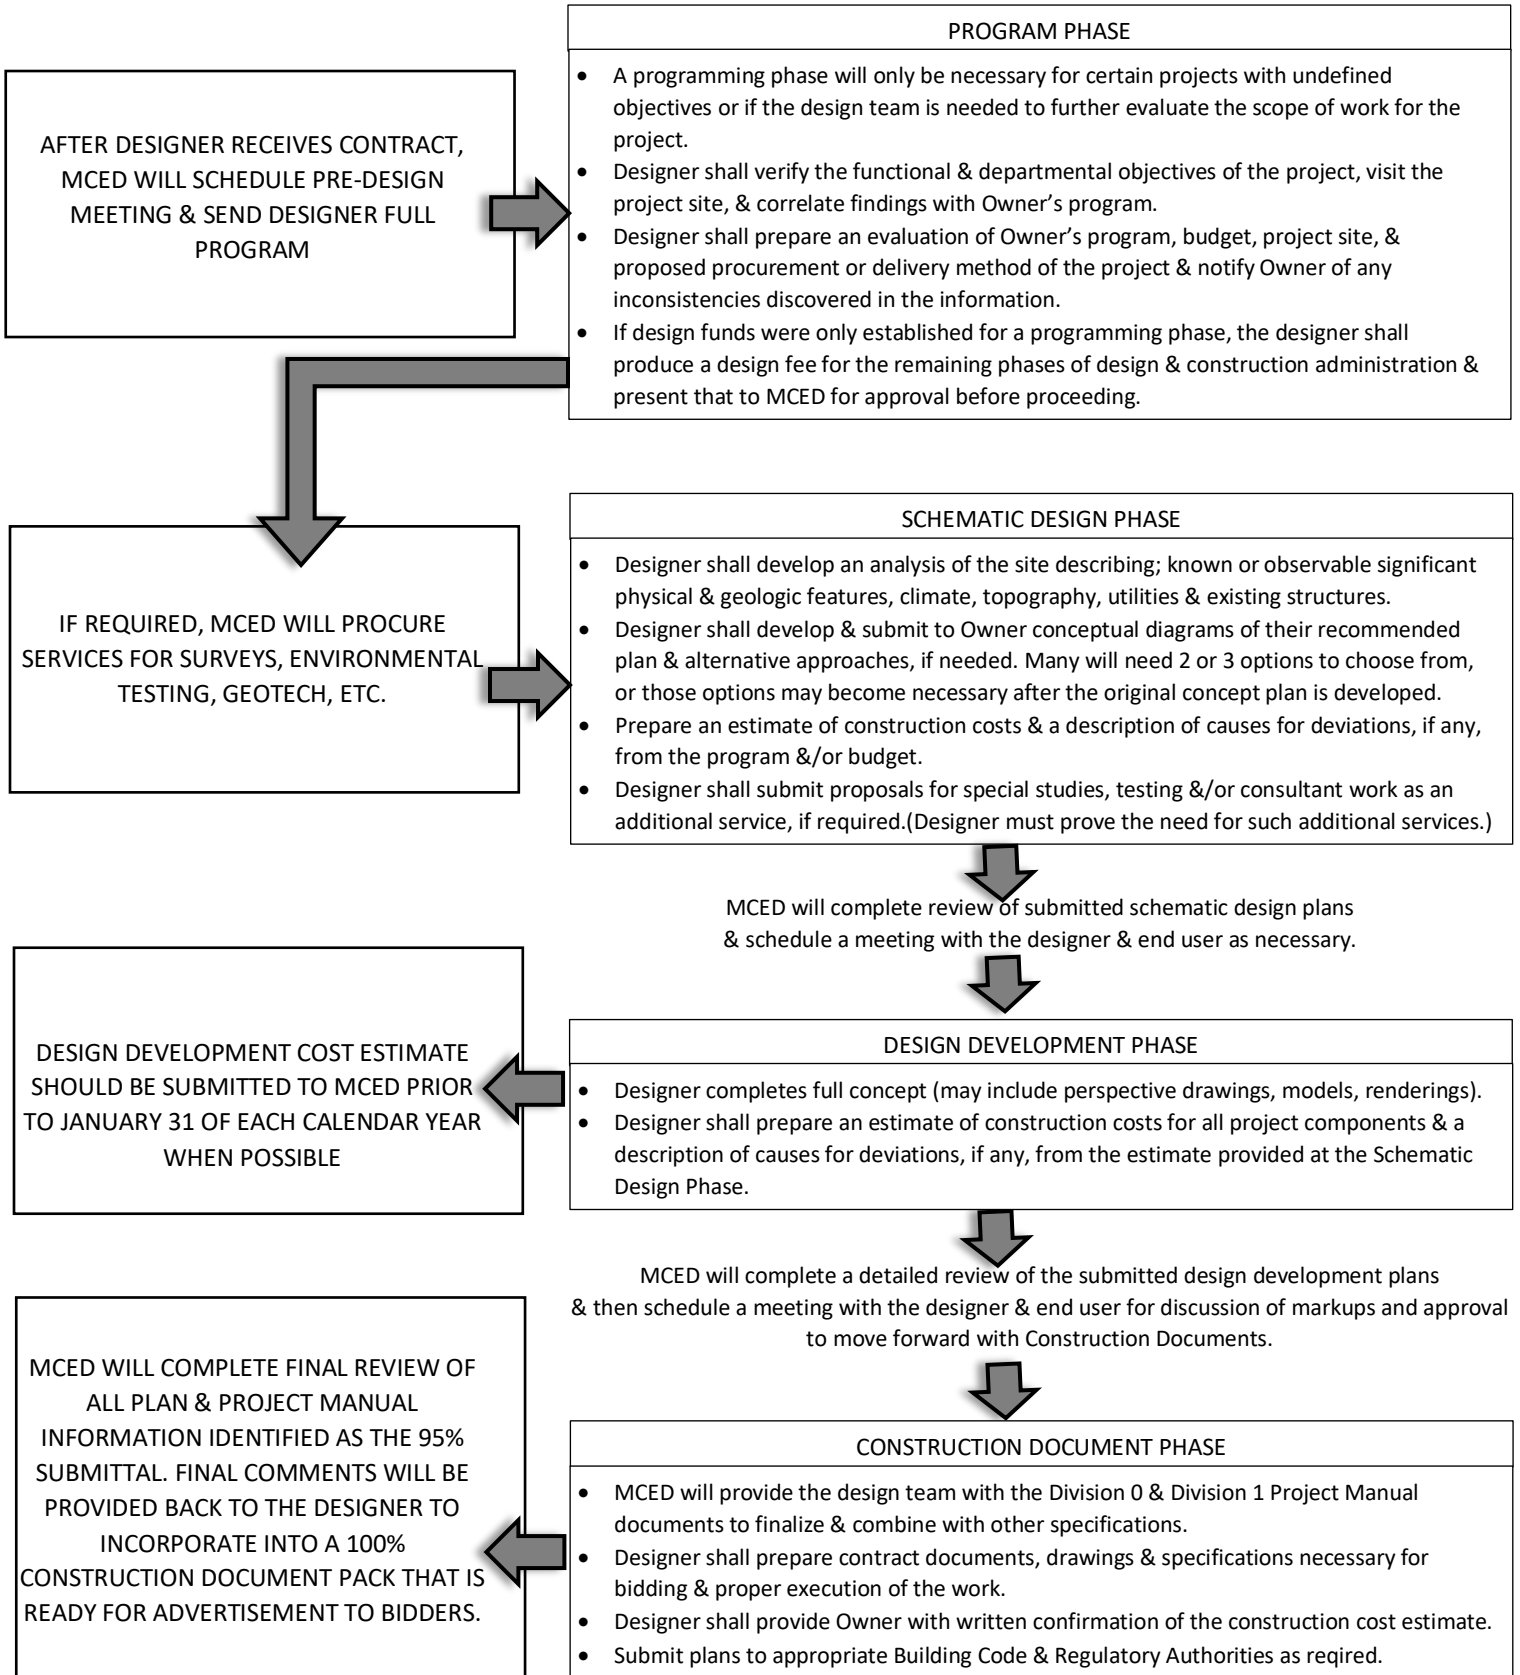 AFTER DESIGNER RECEIVES CONTRACT,
MCED WILL SCHEDULE PRE-DESIGN
MEETING & SEND DESIGNER FULL
PROGRAM
PROGRAM PHASE
• A programming phase will only be necessary for certain projects with undefined
objectives or if the design team is needed to further evaluate the scope of work for the
project.
• Designer shall verify the functional & departmental objectives of the project, visit the
project site, & correlate findings with Owner’s program.
• Designer shall prepare an evaluation of Owner’s program, budget, project site, &
proposed procurement or delivery method of the project & notify Owner of any
inconsistencies discovered in the information.
• If design funds were only established for a programming phase, the designer shall
produce a design fee for the remaining phases of design & construction administration &
present that to MCED for approval before proceeding.
IF REQUIRED, MCED WILL PROCURE
SERVICES FOR SURVEYS, ENVIRONMENTAL
TESTING, GEOTECH, ETC.
SCHEMATIC DESIGN PHASE
• Designer shall develop an analysis of the site describing; known or observable significant
physical & geologic features, climate, topography, utilities & existing structures.
• Designer shall develop & submit to Owner conceptual diagrams of their recommended
plan & alternative approaches, if needed. Many will need 2 or 3 options to choose from,
or those options may become necessary after the original concept plan is developed.
• Prepare an estimate of construction costs & a description of causes for deviations, if any,
from the program &/or budget.
• Designer shall submit proposals for special studies, testing &/or consultant work as an
additional service, if required.(Designer must prove the need for such additional services.)
MCED will complete review of submitted schematic design plans
& schedule a meeting with the designer & end user as necessary.
DESIGN DEVELOPMENT COST ESTIMATE
SHOULD BE SUBMITTED TO MCED PRIOR
TO JANUARY 31 OF EACH CALENDAR YEAR
WHEN POSSIBLE
DESIGN DEVELOPMENT PHASE
• Designer completes full concept (may include perspective drawings, models, renderings).
• Designer shall prepare an estimate of construction costs for all project components & a
description of causes for deviations, if any, from the estimate provided at the Schematic
Design Phase.
MCED will complete a detailed review of the submitted design development plans
& then schedule a meeting with the designer & end user for discussion of markups and approval
to move forward with Construction Documents.
MCED WILL COMPLETE FINAL REVIEW OF
ALL PLAN & PROJECT MANUAL
INFORMATION IDENTIFIED AS THE 95%
SUBMITTAL. FINAL COMMENTS WILL BE
PROVIDED BACK TO THE DESIGNER TO
INCORPORATE INTO A 100%
CONSTRUCTION DOCUMENT PACK THAT IS
READY FOR ADVERTISEMENT TO BIDDERS.
CONSTRUCTION DOCUMENT PHASE
• MCED will provide the design team with the Division 0 & Division 1 Project Manual
documents to finalize & combine with other specifications.
• Designer shall prepare contract documents, drawings & specifications necessary for
bidding & proper execution of the work.
• Designer shall provide Owner with written confirmation of the construction cost estimate.
• Submit plans to appropriate Building Code & Regulatory Authorities as reqired.